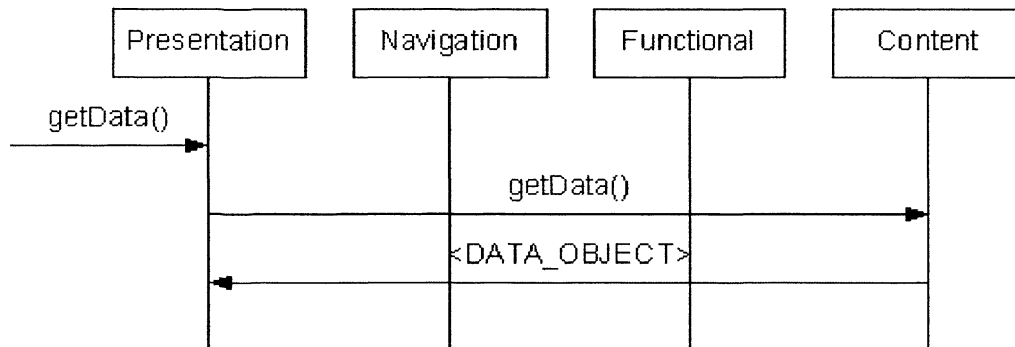 Presentation
Navigation
Functional
Content
getData()
getData()
<DATA_OBJECT>